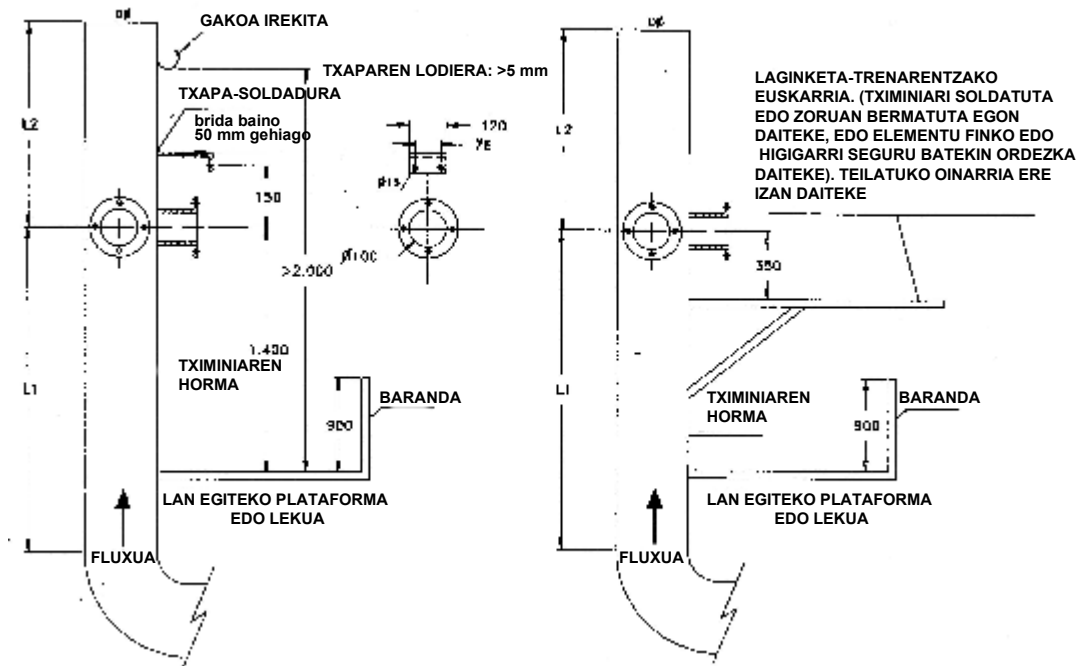 DØ
GAKOA IREKITA
TXAPAREN LODIERA: >5 mm
TXAPA-SOLDADURA
brida baino
50 mm gehiago
L2
120
Ø13
150
Ø100
>2.000
1.400
TXIMINIAREN
HORMA
L1
900
BARANDA
LAN EGITEKO PLATAFORMA
EDO LEKUA
FLUXUA
DØ
LAGINKETA-TRENARENTZAKO
EUSKARRIA. (TXIMINIARI SOLDATUTA
EDO ZORUAN BERMATUTA EGON
DAITEKE, EDO ELEMENTU FINKO EDO
HIGIGARRI SEGURU BATEKIN ORDEZKA
DAITEKE). TEILATUKO OINARRIA ERE
IZAN DAITEKE
L2
350
L1
TXIMINIAREN
HORMA
900
BARANDA
LAN EGITEKO PLATAFORMA
EDO LEKUA
FLUXUA